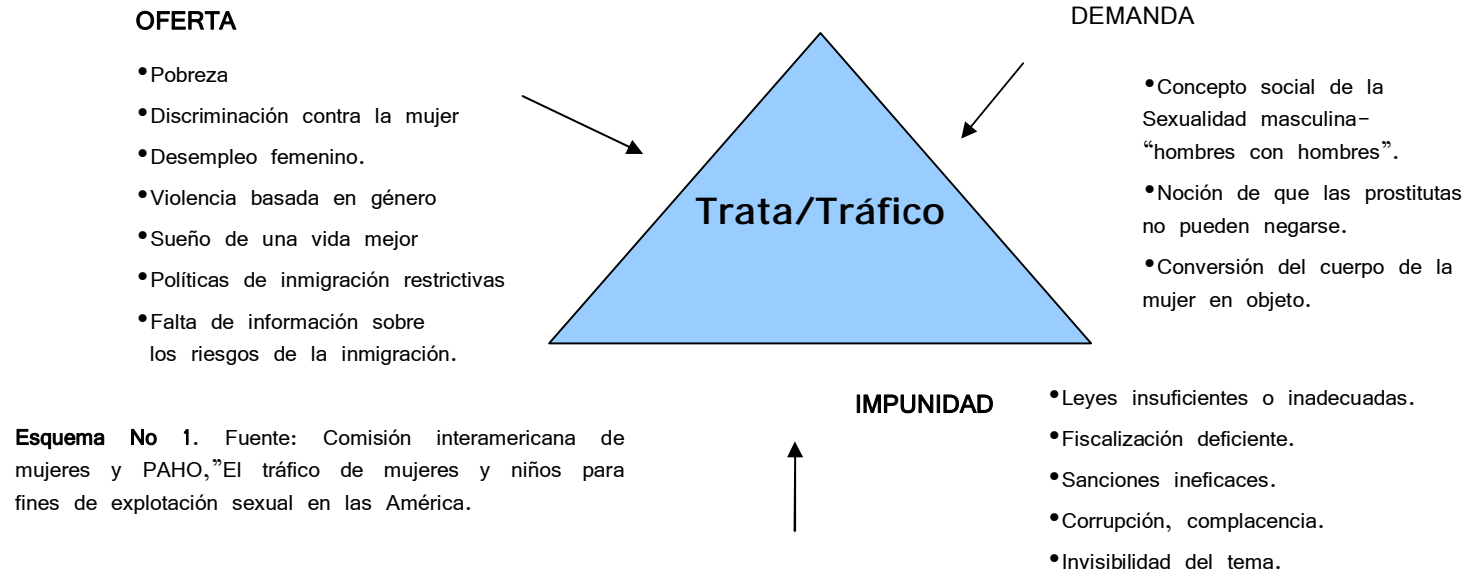 OFERTA
•Pobreza
•Discriminación contra la mujer
•Desempleo femenino.
•Violencia basada en género
•Sueño de una vida mejor
•Políticas de inmigración restrictivas
•Falta de información sobre
los riesgos de la inmigración.
DEMANDA
•Concepto social de la
Sexualidad masculina-
“hombres con hombres”.
•Noción de que las prostitutas
no pueden negarse.
•Conversión del cuerpo de la
mujer en objeto.
Trata/Tráfico
IMPUNIDAD
•Leyes insuficientes o inadecuadas.
•Fiscalización deficiente.
•Sanciones ineficaces.
•Corrupción, complacencia.
•Invisibilidad del tema.
Esquema No 1. Fuente: Comisión interamericana de
mujeres y PAHO,”El tráfico de mujeres y niños para
fines de explotación sexual en las América.